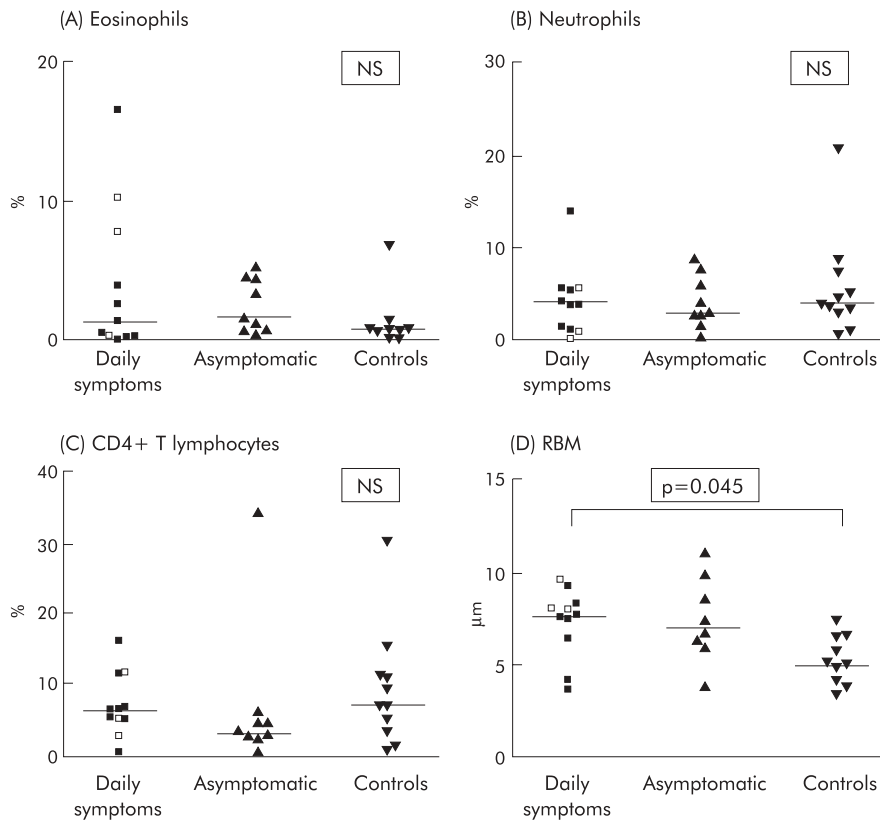 (A) Eosinophils
NS
20
10
0
%
Daily
symptoms
Asymptomatic
Controls
(B) Neutrophils
NS
30
20
10
0
%
Daily
symptoms
Asymptomatic
Controls
(C) CD4+ T lymphocytes
NS
40
30
20
10
0
%
Daily
symptoms
Asymptomatic
Controls
(D) RBM
p=0.045
15
10
5
0
µm
Daily
symptoms
Asymptomatic
Controls